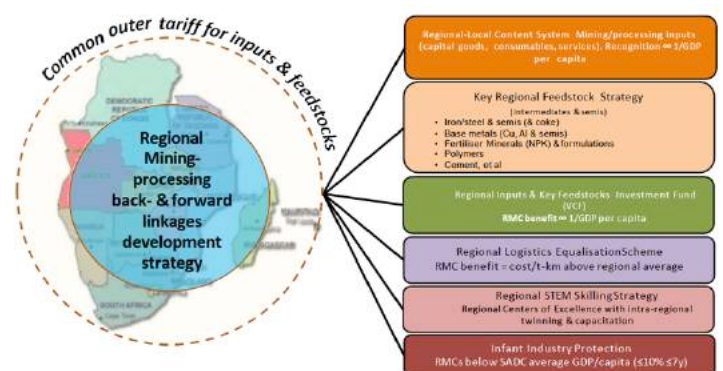 Common outer tariff for inputs & feedstocks
DEMOCRATIC
REPUBLIC
Regional
Mining-
processing
back- & forward
linkages
development
strategy
SOUTH AFRICA
Cape Town
Regional-Local Content System Mining/processing Inputs
(capital goods, consumables, services). Recognition ∞ 1/GDP
per capita
Key Regional Feedstock Strategy
(Intermediates & semis)
• Iron/steel & semis (& coke)
• Base metals (Cu, Al & semis)
• Fertiliser Minerals (NPK) & formulations
• Polymers
• Cement, et al
Regional Inputs & Key Feedstocks Investment Fund
(VCF)
RMC benefit ∞ 1/GDP per capita
Regional Logistics EqualisationScheme
RMC benefit = cost/t-km above regional average
Regional STEM SkillingStrategy
Regional Centers of Excellence with intra-regional
twinning & capacitation
Infant Industry Protection
RMCs below SADC average GDP/capita (≤10% ≤7y)